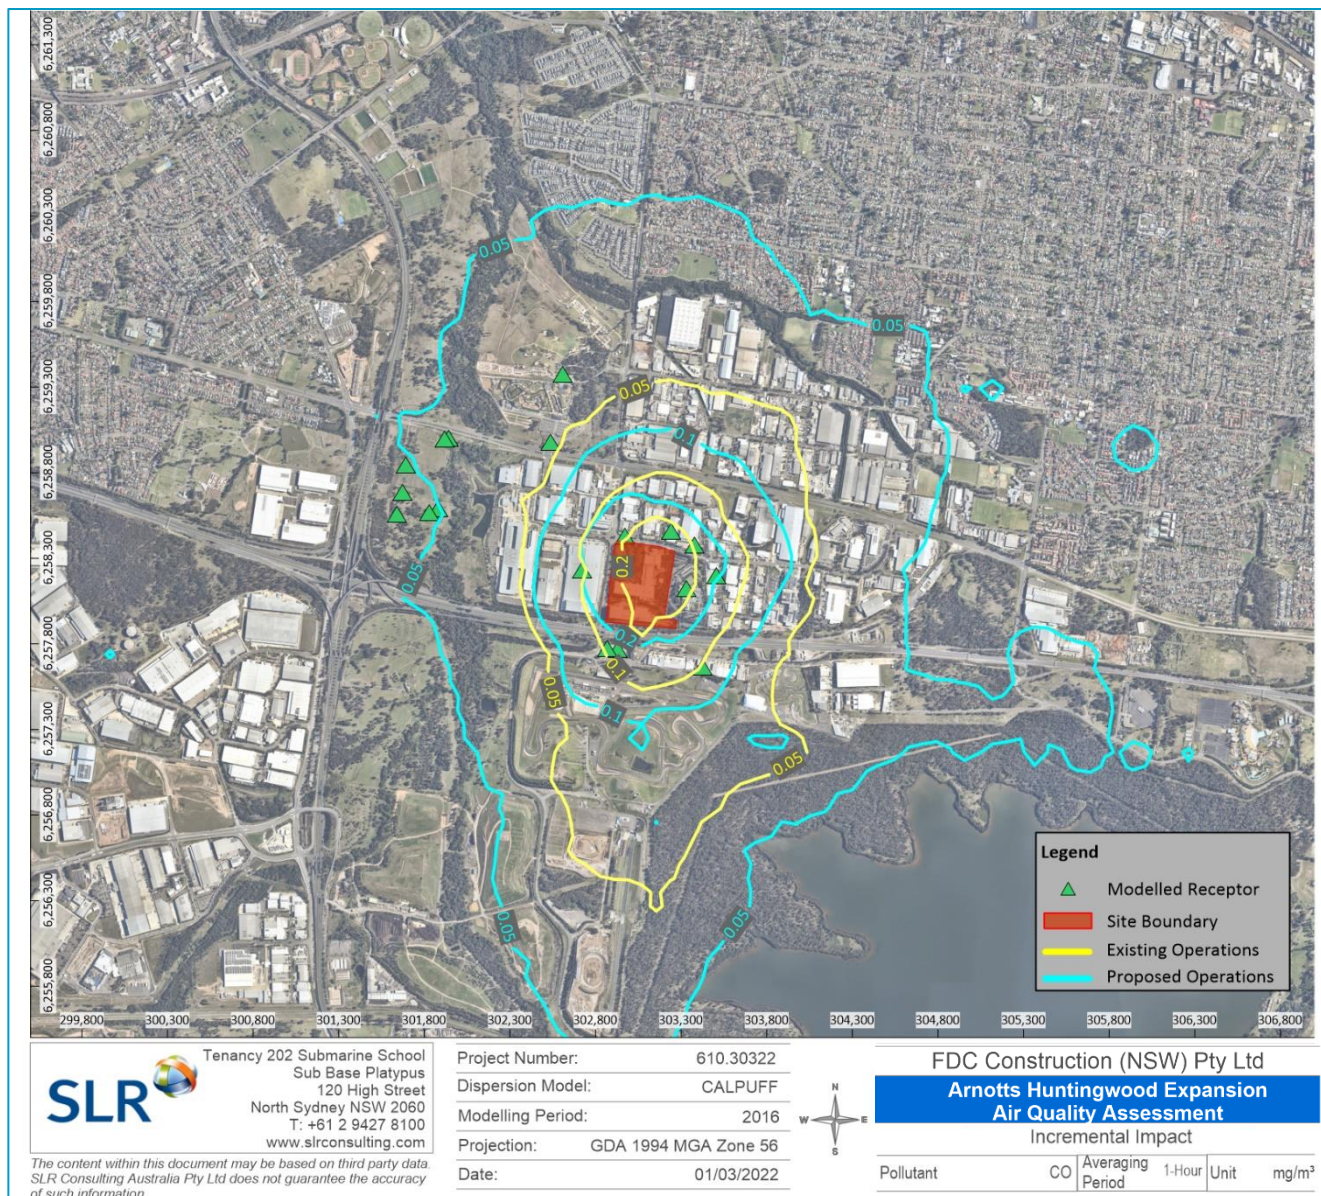 6,261,300
6,260,800
6,260,300
6,259,800
6,259,300
6,258,800
6,258,300
6,257,800
6,257,300
6,256,800
6,256,300
6,255,800
0.05
0.05
0.05
0.1
0.2
0.05
0.2
0.1
0.05
0.1
0.05
0.05
0.05
Legend
Modelled Receptor
Site Boundary
Existing Operations
Proposed Operations
299,800 300,300 300,800 301,300 301,800 302,300 302,800 303,300 303,800 304,300 304,800 305,300 305,800 306,300 306,800
SLR
Tenancy 202 Submarine School
Sub Base Platypus
120 High Street
North Sydney NSW 2060
T: +61 2 9427 8100
www.slrconsulting.com
The content within this document may be based on third party data.
SLR Consulting Australia Pty Ltd does not guarantee the accuracy
of such information.
Project Number: 610.30322
Dispersion Model: CALPUFF
Modelling Period: 2016
Projection: GDA 1994 MGA Zone 56
Date: 01/03/2022
N
W E
S
FDC Construction (NSW) Pty Ltd
Arnotts Huntingwood Expansion
Air Quality Assessment
Incremental Impact
Pollutant CO Averaging Period 1-Hour Unit mg/m³